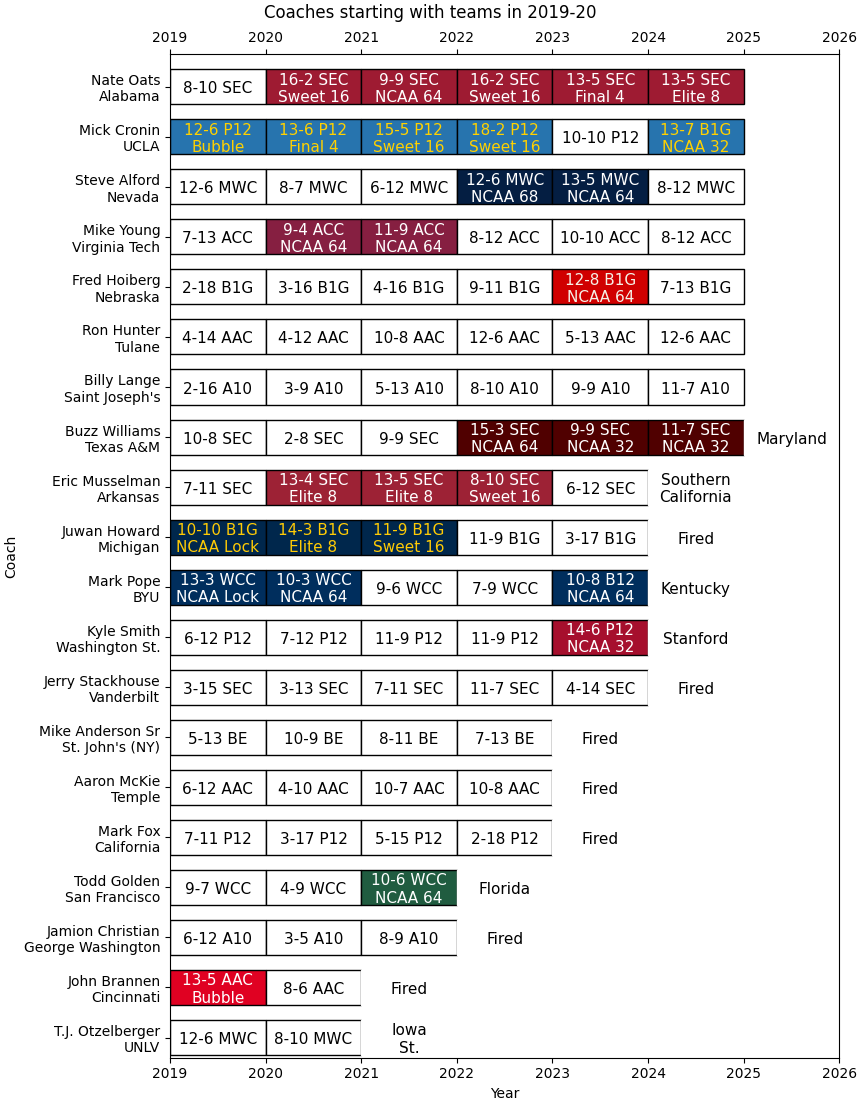 Coaches starting with teams in 2019-20
2019 2020 2021 2022 2023 2024 2025 2026
Nate Oats
Alabama
8-10 SEC
16-2 SEC
Sweet 16
9-9 SEC
NCAA 64
16-2 SEC
Sweet 16
13-5 SEC
Final 4
13-5 SEC
Elite 8
Mick Cronin
UCLA
12-6 P12
Bubble
13-6 P12
Final 4
15-5 P12
Sweet 16
18-2 P12
Sweet 16
10-10 P12
13-7 B1G
NCAA 32
Steve Alford
Nevada
12-6 MWC
8-7 MWC
6-12 MWC
12-6 MWC
NCAA 68
13-5 MWC
NCAA 64
8-12 MWC
Mike Young
Virginia Tech
7-13 ACC
9-4 ACC
NCAA 64
11-9 ACC
NCAA 64
8-12 ACC
10-10 ACC
8-12 ACC
Fred Hoiberg
Nebraska
2-18 B1G
3-16 B1G
4-16 B1G
9-11 B1G
12-8 B1G
NCAA 64
7-13 B1G
Ron Hunter
Tulane
4-14 AAC
4-12 AAC
10-8 AAC
12-6 AAC
5-13 AAC
12-6 AAC
Billy Lange
Saint Joseph's
2-16 A10
3-9 A10
5-13 A10
8-10 A10
9-9 A10
11-7 A10
Buzz Williams
Texas A&M
10-8 SEC
2-8 SEC
9-9 SEC
15-3 SEC
NCAA 64
9-9 SEC
NCAA 32
11-7 SEC
NCAA 32
Maryland
Eric Musselman
Arkansas
7-11 SEC
13-4 SEC
Elite 8
13-5 SEC
Elite 8
8-10 SEC
Sweet 16
6-12 SEC
Southern
California
Juwan Howard
Michigan
10-10 B1G
NCAA Lock
14-3 B1G
Elite 8
11-9 B1G
Sweet 16
11-9 B1G
3-17 B1G
Fired
Mark Pope
BYU
13-3 WCC
NCAA Lock
10-3 WCC
NCAA 64
9-6 WCC
7-9 WCC
10-8 B12
NCAA 64
Kentucky
Kyle Smith
Washington St.
6-12 P12
7-12 P12
11-9 P12
11-9 P12
14-6 P12
NCAA 32
Stanford
Jerry Stackhouse
Vanderbilt
3-15 SEC
3-13 SEC
7-11 SEC
11-7 SEC
4-14 SEC
Fired
Mike Anderson Sr
St. John's (NY)
5-13 BE
10-9 BE
8-11 BE
7-13 BE
Fired
Aaron McKie
Temple
6-12 AAC
4-10 AAC
10-7 AAC
10-8 AAC
Fired
Mark Fox
California
7-11 P12
3-17 P12
5-15 P12
2-18 P12
Fired
Todd Golden
San Francisco
9-7 WCC
4-9 WCC
10-6 WCC
NCAA 64
Florida
Jamion Christian
George Washington
6-12 A10
3-5 A10
8-9 A10
Fired
John Brannen
Cincinnati
13-5 AAC
Bubble
8-6 AAC
Fired
T.J. Otzelberger
UNLV
12-6 MWC
8-10 MWC
Iowa
St.
Coach
2019 2020 2021 2022 2023 2024 2025 2026
Year